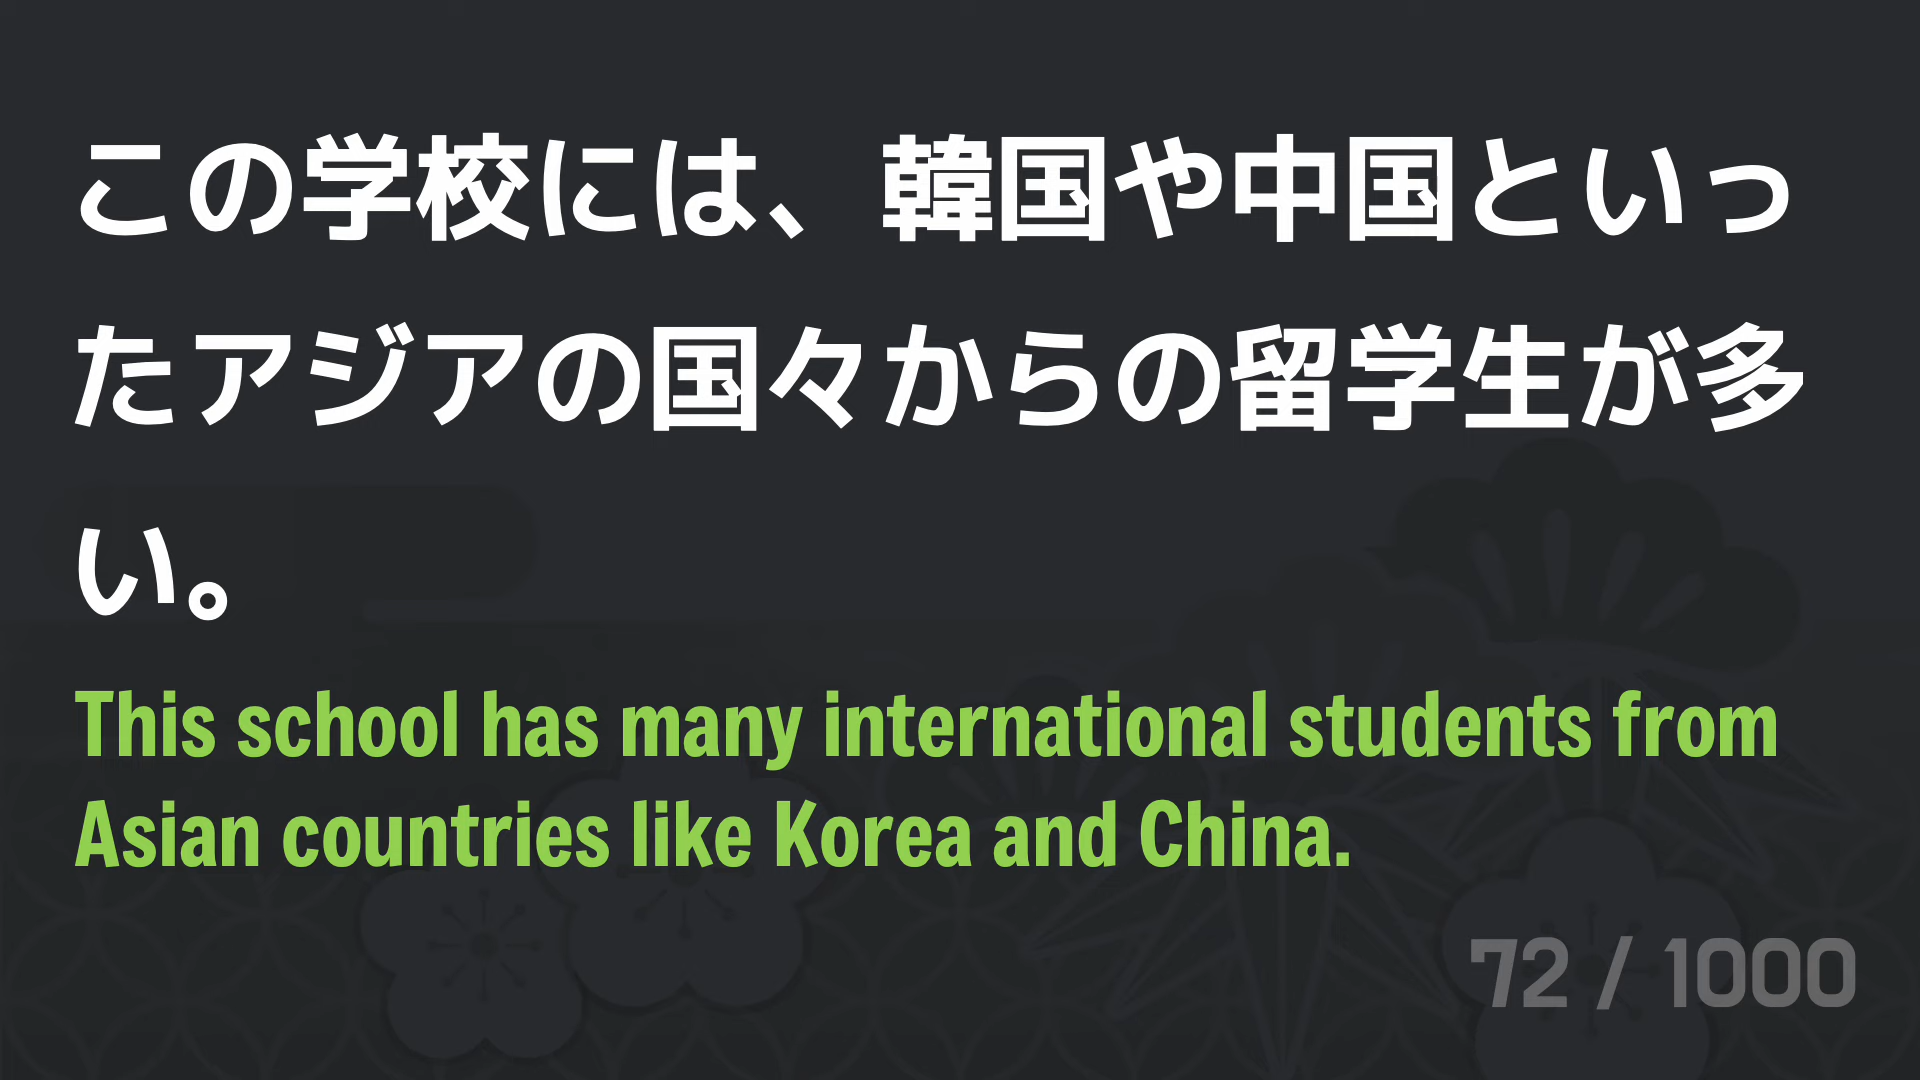 この学校には、韓国や中国といっ
たアジアの国々からの留学生が多
い。
This school has many international students from
Asian countries like Korea and China.
72 / 1000